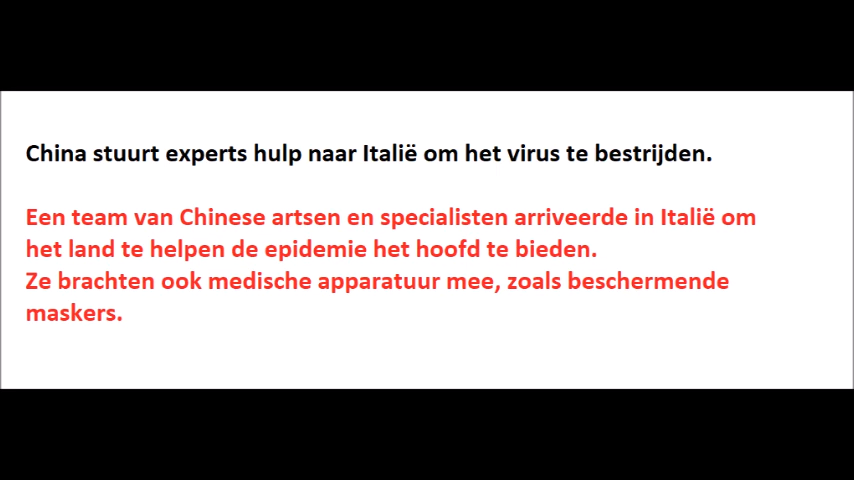 China stuurt experts hulp naar Italië om het virus te bestrijden.
Een team van Chinese artsen en specialisten arriveerde in Italië om
het land te helpen de epidemie het hoofd te bieden.
Ze brachten ook medische apparatuur mee, zoals beschermende
maskers.